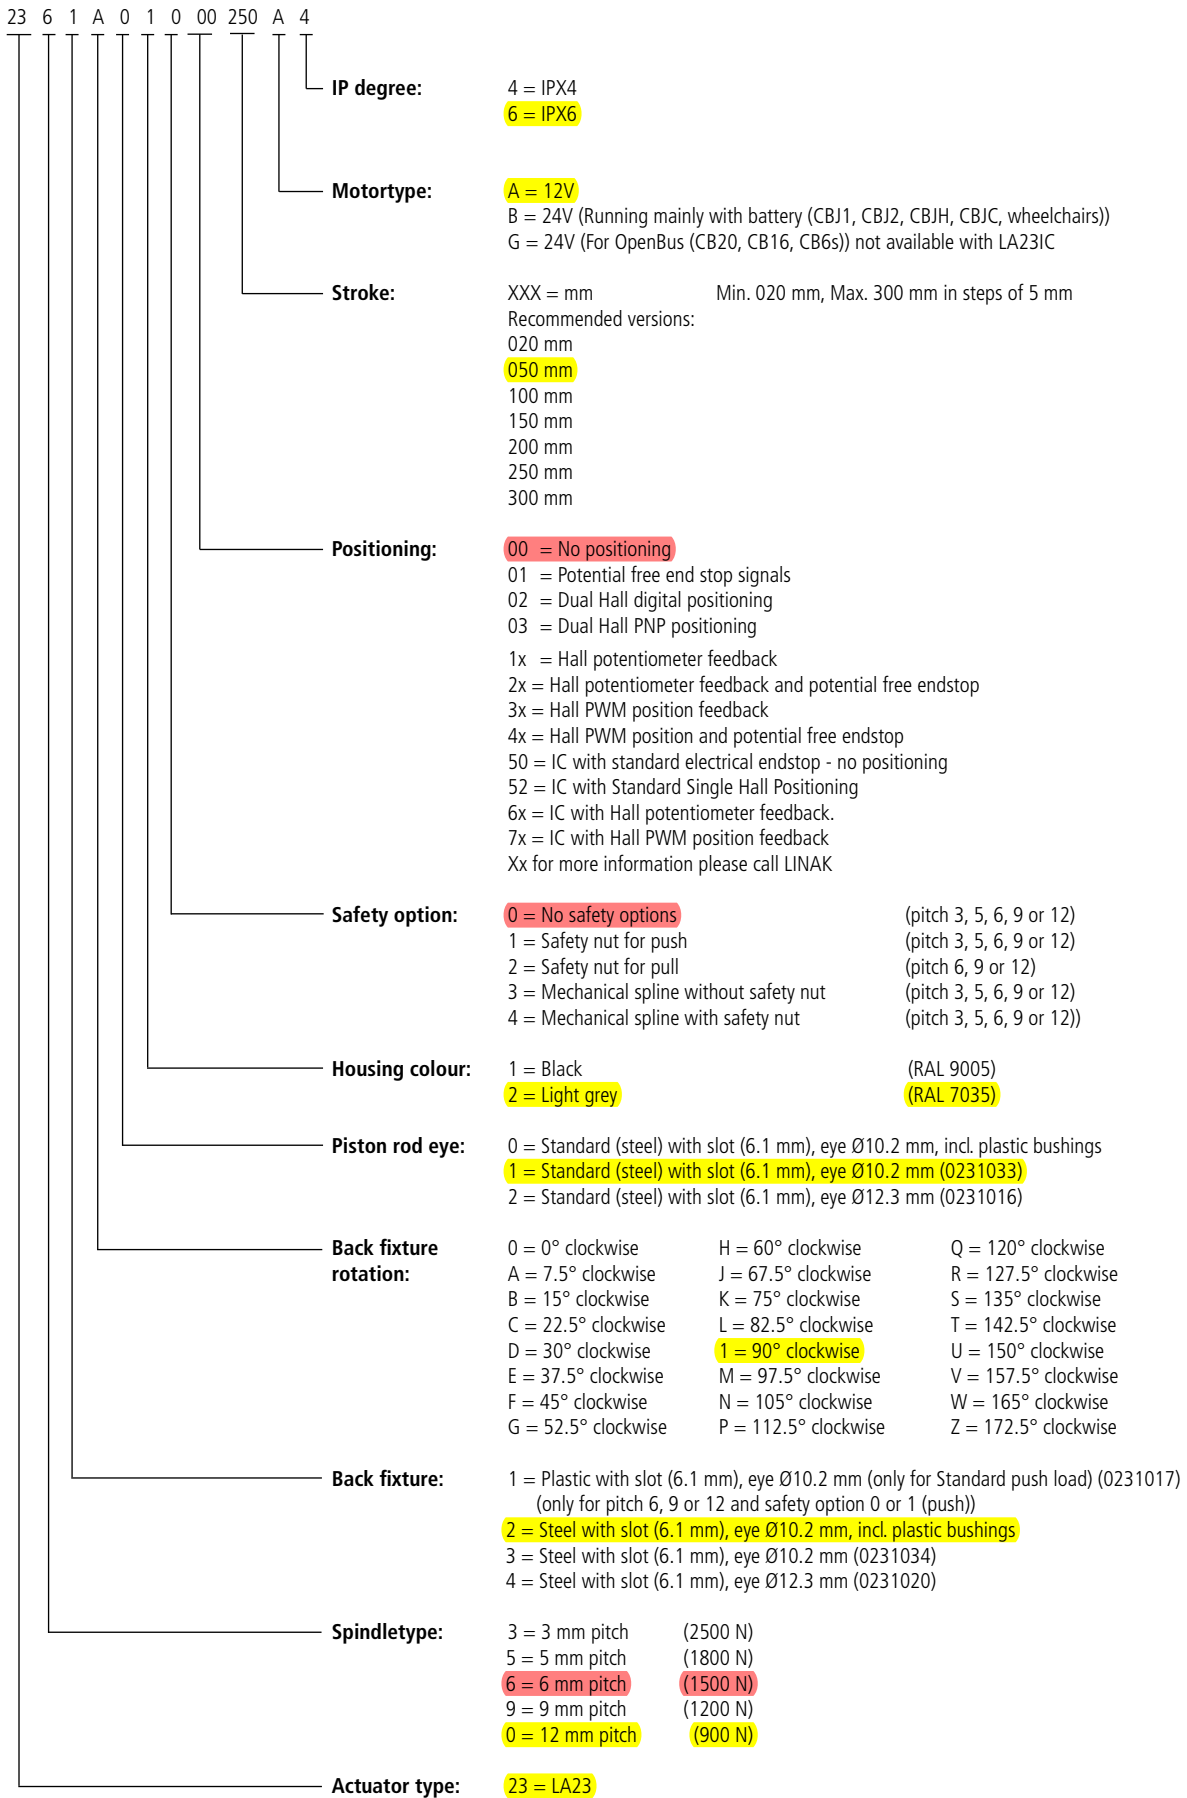 23 6 1 A 0 1 0 00 250 A 4
IP degree: 4 = IPX4
6 = IPX6
Motortype: A = 12V
B = 24V (Running mainly with battery (CBJ1, CBJ2, CBJH, CBJC, wheelchairs))
G = 24V (For OpenBus (CB20, CB16, CB6s)) not available with LA23IC
Stroke: XXX = mm Min. 020 mm, Max. 300 mm in steps of 5 mm
Recommended versions:
020 mm
050 mm
100 mm
150 mm
200 mm
250 mm
300 mm
Positioning: 00 = No positioning
01 = Potential free end stop signals
02 = Dual Hall digital positioning
03 = Dual Hall PNP positioning
1x = Hall potentiometer feedback
2x = Hall potentiometer feedback and potential free endstop
3x = Hall PWM position feedback
4x = Hall PWM position and potential free endstop
50 = IC with standard electrical endstop - no positioning
52 = IC with Standard Single Hall Positioning
6x = IC with Hall potentiometer feedback.
7x = IC with Hall PWM position feedback
Xx for more information please call LINAK
Safety option: 0 = No safety options (pitch 3, 5, 6, 9 or 12)
1 = Safety nut for push (pitch 3, 5, 6, 9 or 12)
2 = Safety nut for pull (pitch 6, 9 or 12)
3 = Mechanical spline without safety nut (pitch 3, 5, 6, 9 or 12)
4 = Mechanical spline with safety nut (pitch 3, 5, 6, 9 or 12))
Housing colour: 1 = Black (RAL 9005)
2 = Light grey (RAL 7035)
Piston rod eye: 0 = Standard (steel) with slot (6.1 mm), eye Ø10.2 mm, incl. plastic bushings
1 = Standard (steel) with slot (6.1 mm), eye Ø10.2 mm (0231033)
2 = Standard (steel) with slot (6.1 mm), eye Ø12.3 mm (0231016)
Back fixture 0 = 0° clockwise H = 60° clockwise Q = 120° clockwise
rotation: A = 7.5° clockwise J = 67.5° clockwise R = 127.5° clockwise
B = 15° clockwise K = 75° clockwise S = 135° clockwise
C = 22.5° clockwise L = 82.5° clockwise T = 142.5° clockwise
D = 30° clockwise 1 = 90° clockwise U = 150° clockwise
E = 37.5° clockwise M = 97.5° clockwise V = 157.5° clockwise
F = 45° clockwise N = 105° clockwise W = 165° clockwise
G = 52.5° clockwise P = 112.5° clockwise Z = 172.5° clockwise
Back fixture: 1 = Plastic with slot (6.1 mm), eye Ø10.2 mm (only for Standard push load) (0231017)
(only for pitch 6, 9 or 12 and safety option 0 or 1 (push))
2 = Steel with slot (6.1 mm), eye Ø10.2 mm, incl. plastic bushings
3 = Steel with slot (6.1 mm), eye Ø10.2 mm (0231034)
4 = Steel with slot (6.1 mm), eye Ø12.3 mm (0231020)
Spindletype: 3 = 3 mm pitch (2500 N)
5 = 5 mm pitch (1800 N)
6 = 6 mm pitch (1500 N)
9 = 9 mm pitch (1200 N)
0 = 12 mm pitch (900 N)
Actuator type: 23 = LA23